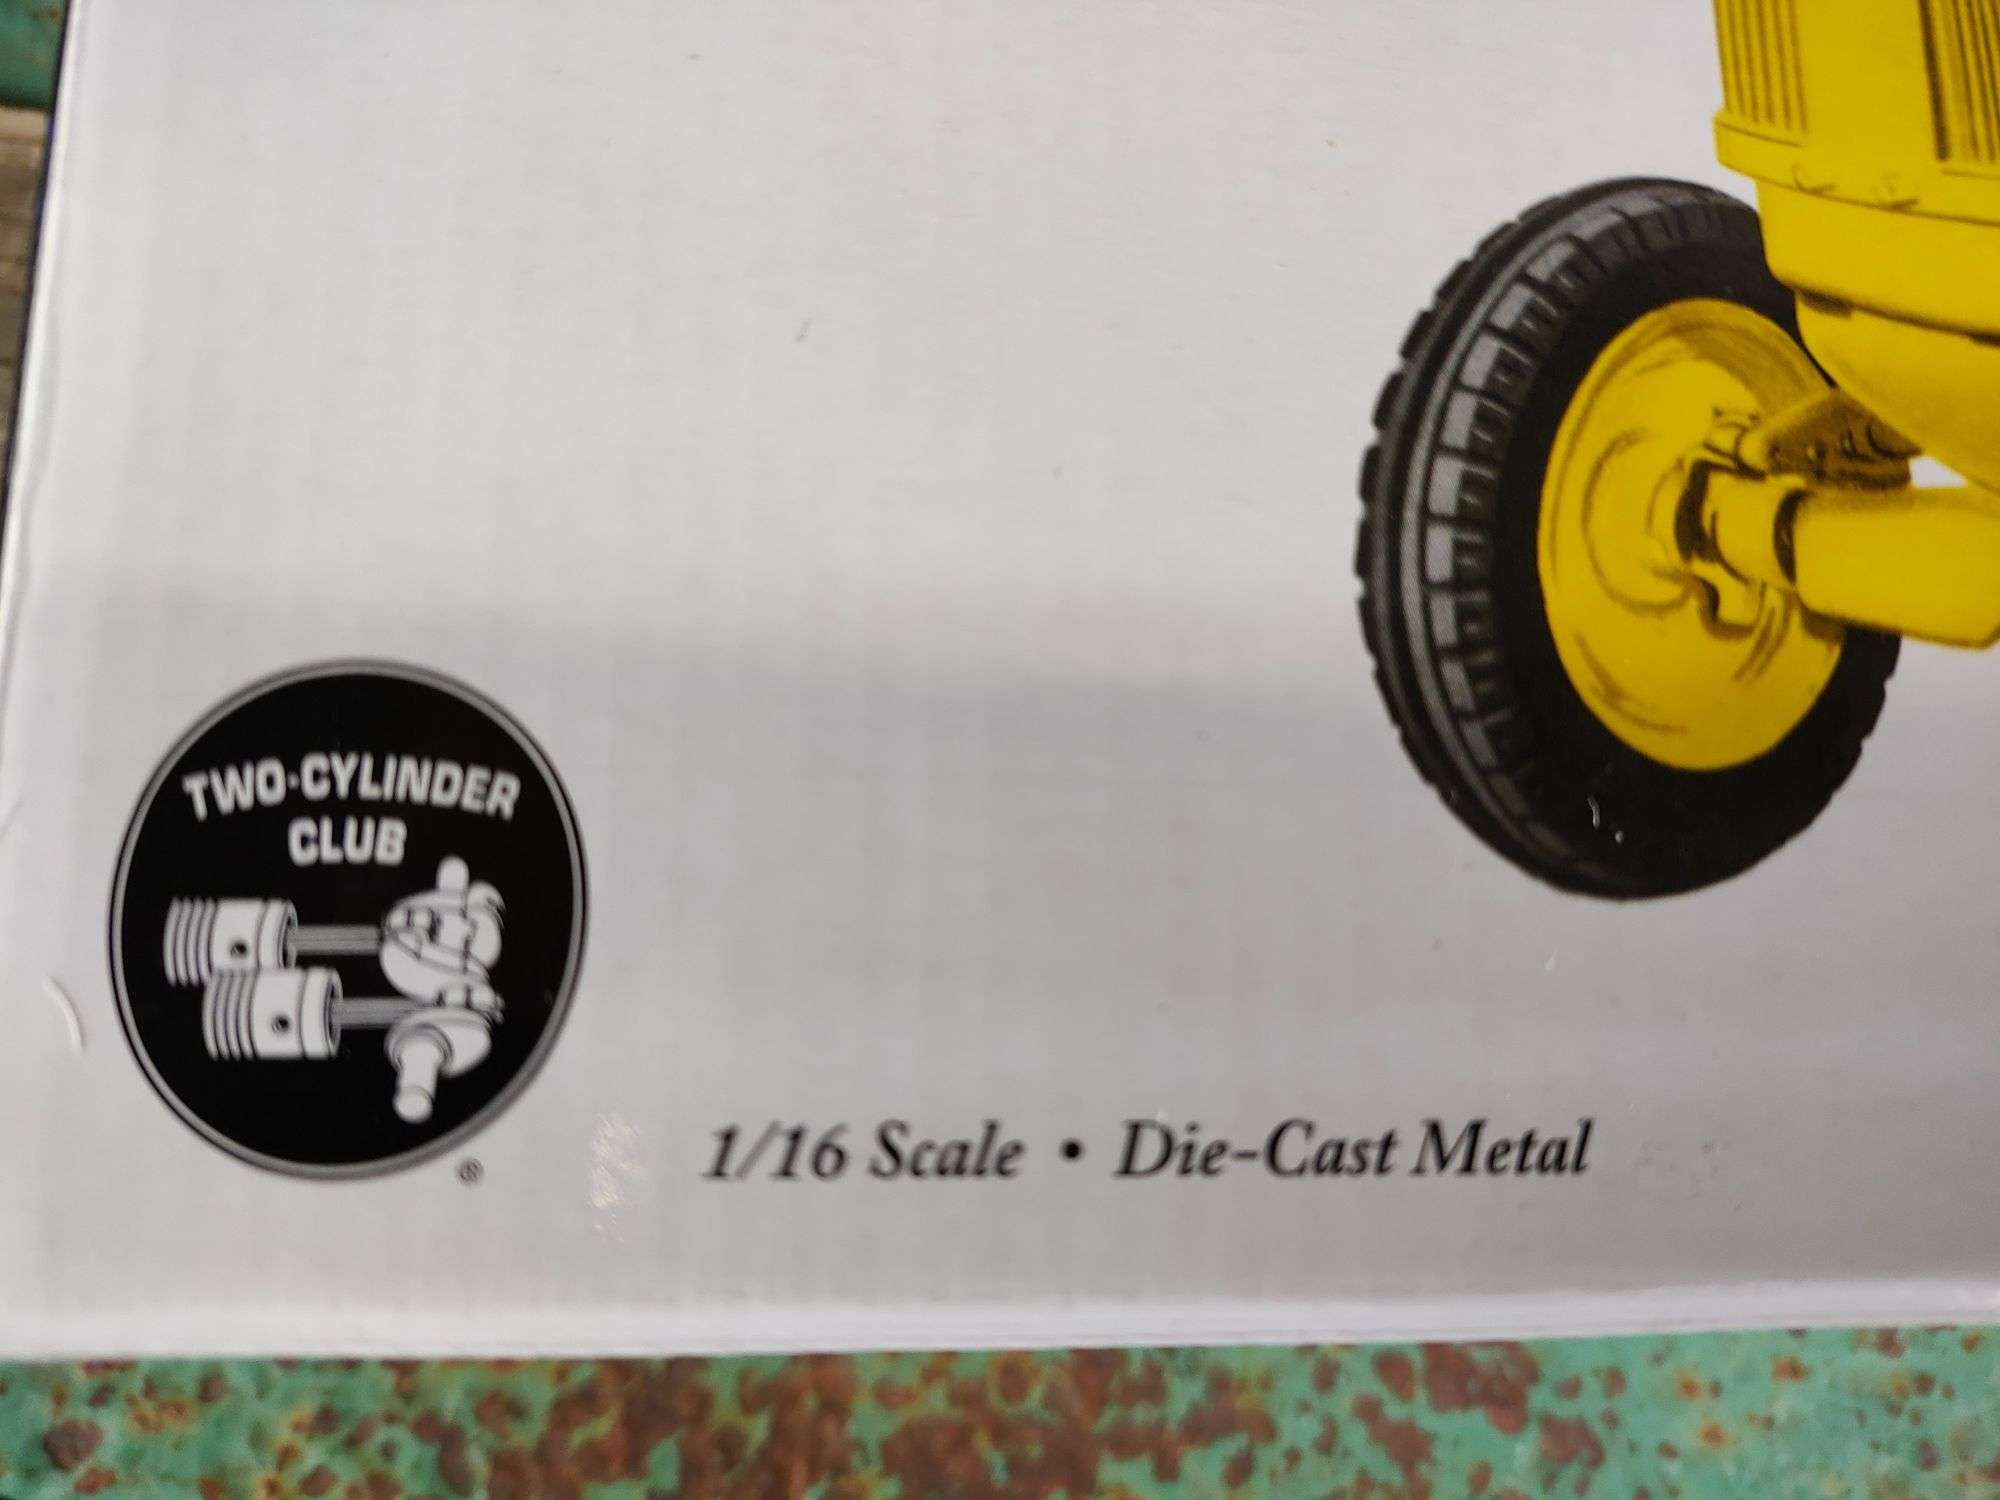 TWO-CYLINDER
CLUB
®
1/16 Scale • Die-Cast Metal